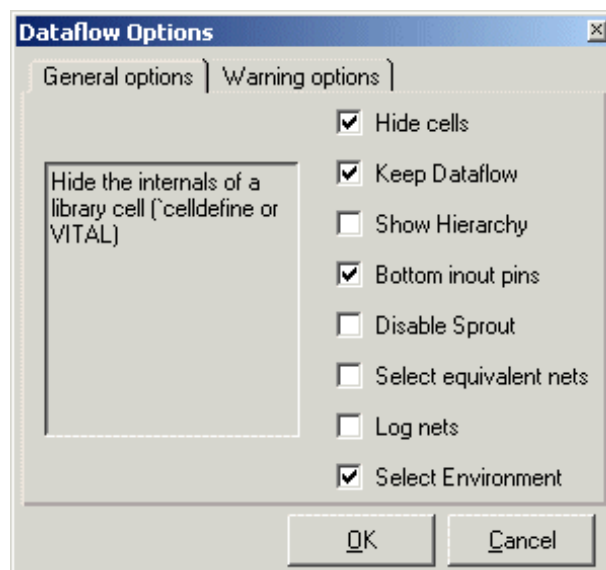 Dataflow Options
General options
Warning options
Hide the internals of a
library cell (`celldefine or
VITAL)
Hide cells
Keep Dataflow
Show Hierarchy
Bottom inout pins
Disable Sprout
Select equivalent nets
Log nets
Select Environment
OK
Cancel